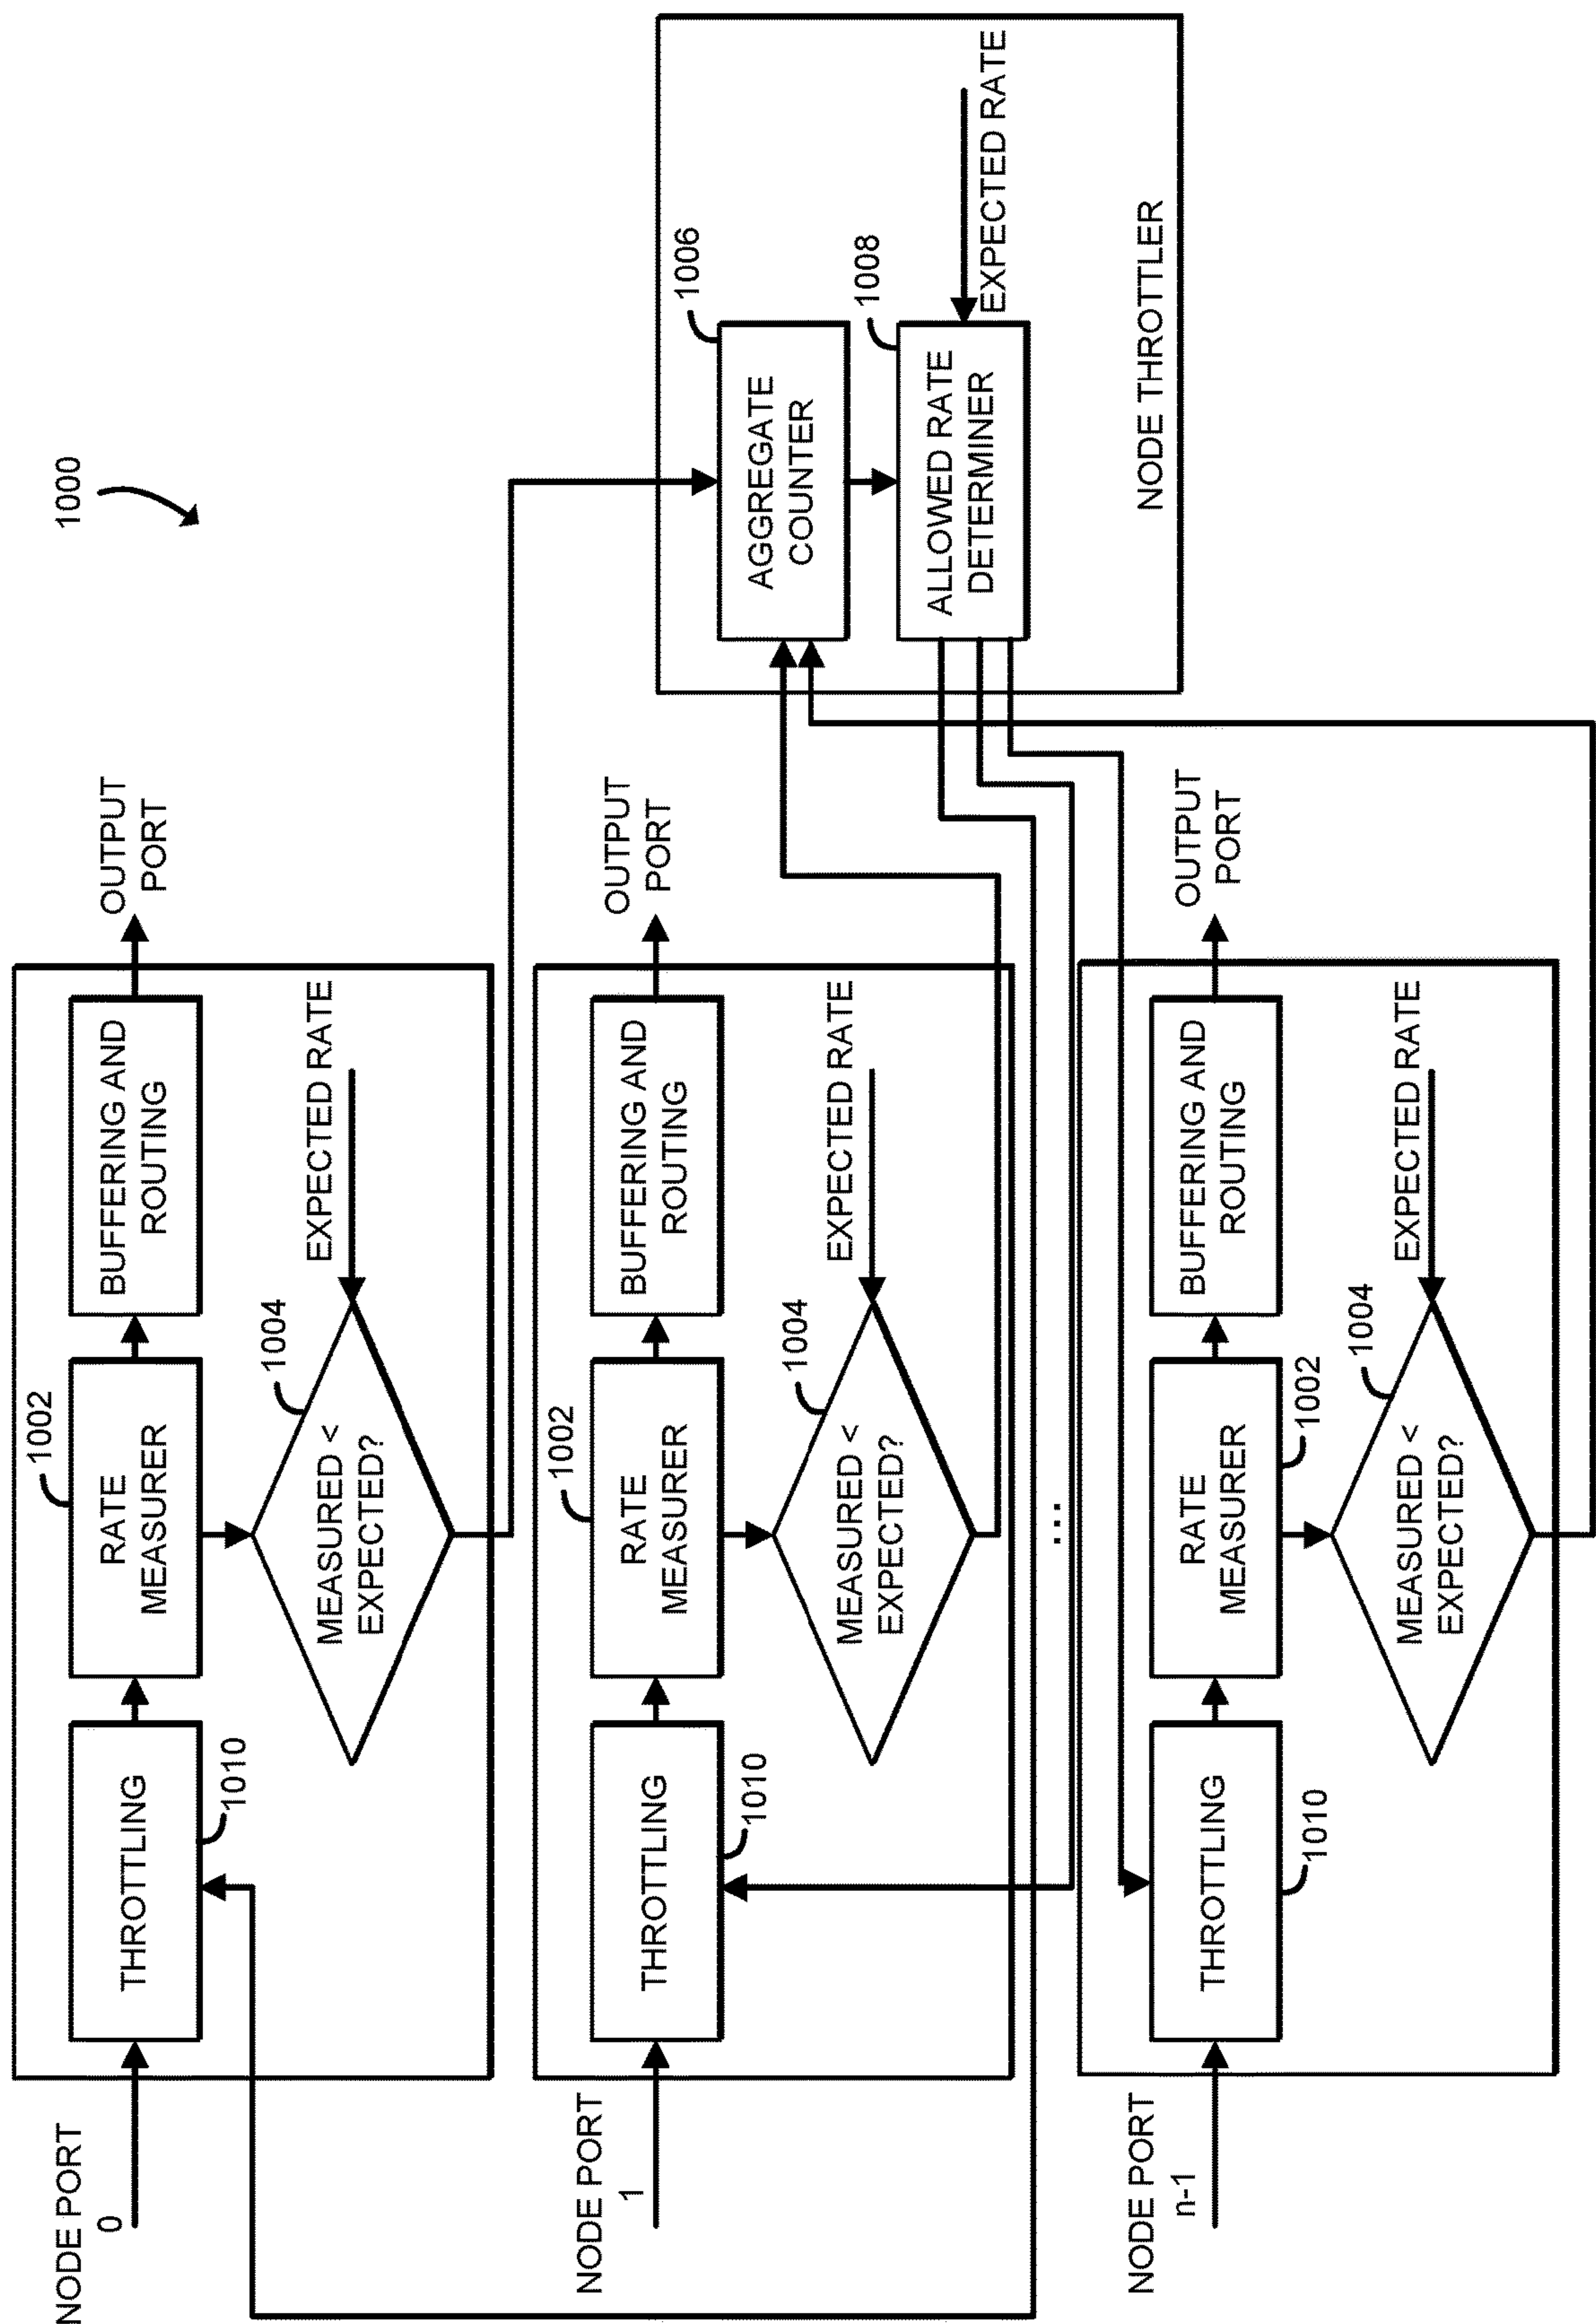 1000
NODE PORT
0
THROTTLING
1010
1002
RATE
MEASURER
BUFFERING AND
ROUTING
OUTPUT
PORT
1004
MEASURED <
EXPECTED?
EXPECTED RATE
NODE PORT
1
THROTTLING
1010
1002
RATE
MEASURER
BUFFERING AND
ROUTING
OUTPUT
PORT
1004
MEASURED <
EXPECTED?
EXPECTED RATE
...
NODE PORT
n-1
THROTTLING
1010
RATE
MEASURER
1002
BUFFERING AND
ROUTING
OUTPUT
PORT
1004
MEASURED <
EXPECTED?
EXPECTED RATE
1006
AGGREGATE
COUNTER
1008
ALLOWED RATE
DETERMINER
EXPECTED RATE
NODE THROTTLER